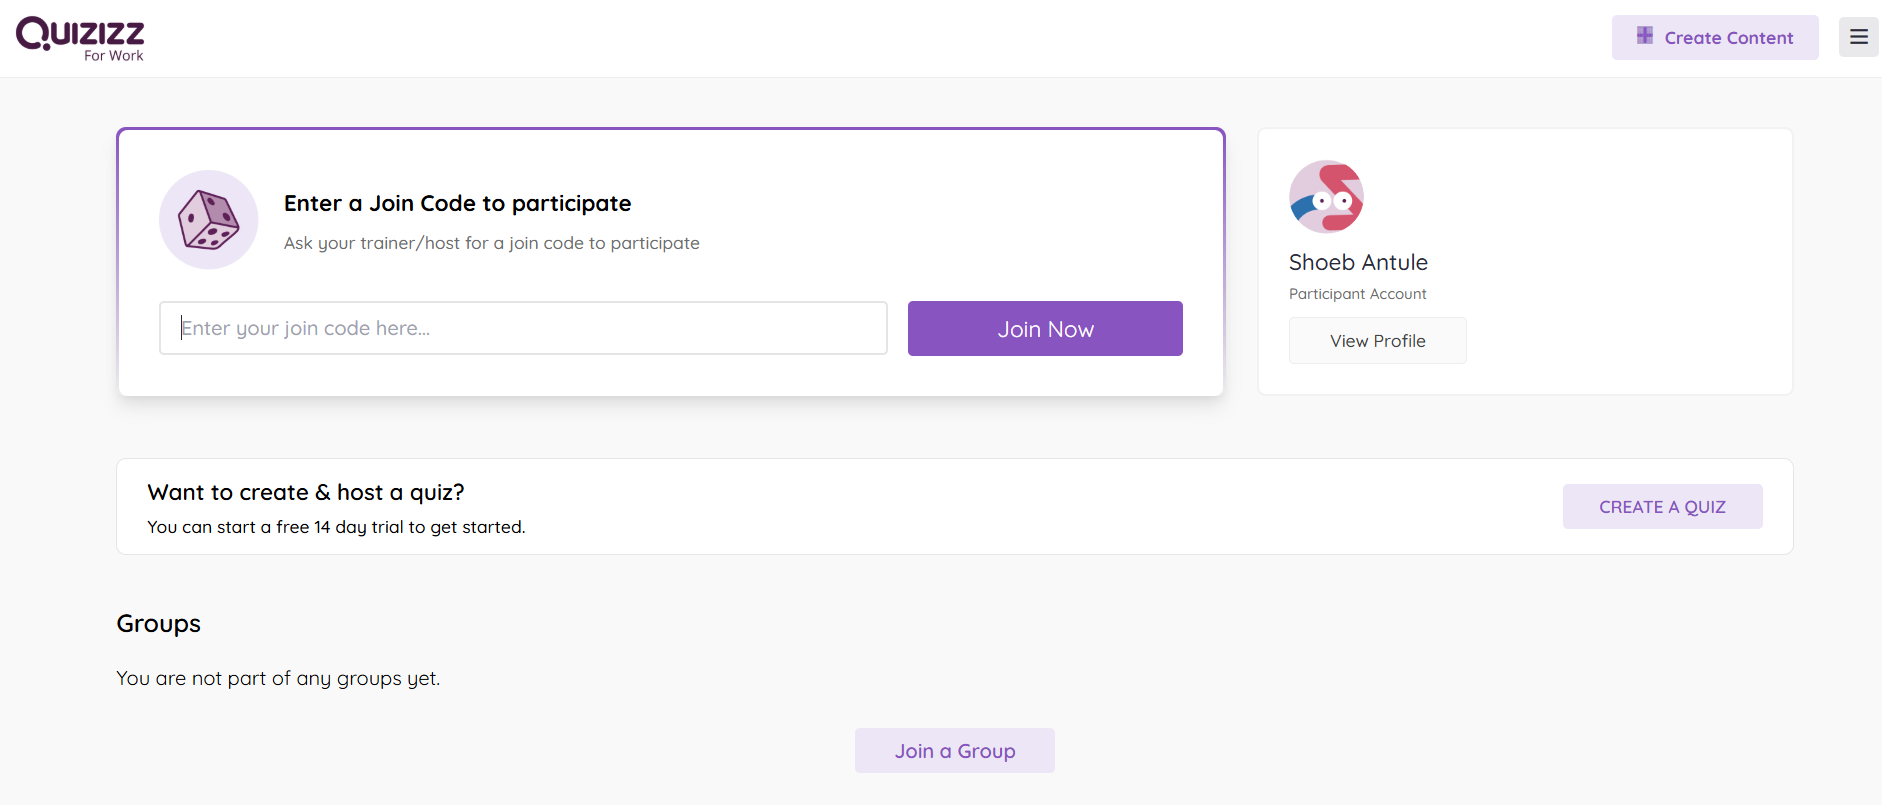 QUIZIZZ
For Work
Create Content
Enter a Join Code to participate
Ask your trainer/host for a join code to participate
Enter your join code here...
Join Now
Shoeb Antule
Participant Account
View Profile
Want to create & host a quiz?
You can start a free 14 day trial to get started.
CREATE A QUIZ
Groups
You are not part of any groups yet.
Join a Group